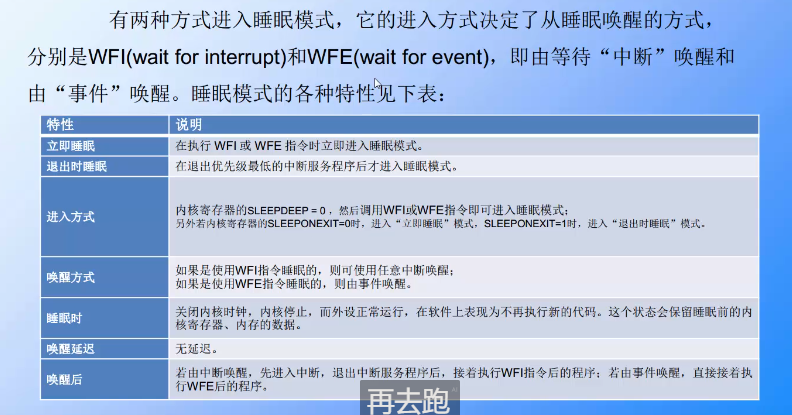 有两种方式进入睡眠模式，它的进入方式决定了从睡眠唤醒的方式，
分别是WFI(wait for interrupt)和WFE(wait for event)，即由等待“中断”唤醒和
由“事件”唤醒。睡眠模式的各种特性见下表：
特性 说明
立即睡眠 在执行 WFI 或 WFE 指令时立即进入睡眠模式。
退出时睡眠 在退出优先级最低的中断服务程序后才进入睡眠模式。
进入方式
内核寄存器的SLEEPDEEP = 0 ，然后调用WFI或WFE指令即可进入睡眠模式；
另外若内核寄存器的SLEEPONEXIT=0时，进入“立即睡眠”模式，SLEEPONEXIT=1时，进入“退出时睡眠”模式。
唤醒方式
如果是使用WFI指令睡眠的，则可使用任意中断唤醒；
如果是使用WFE指令睡眠的，则由事件唤醒。
睡眠时
关闭内核时钟，内核停止，而外设正常运行，在软件上表现为不再执行新的代码。这个状态会保留睡眠前的内
核寄存器、内存的数据。
唤醒延迟 无延迟。
唤醒后
若由中断唤醒，先进入中断，退出中断服务程序后，接着执行WFI指令后的程序；若由事件唤醒，直接接着执
行WFE后的程序。
再去跑